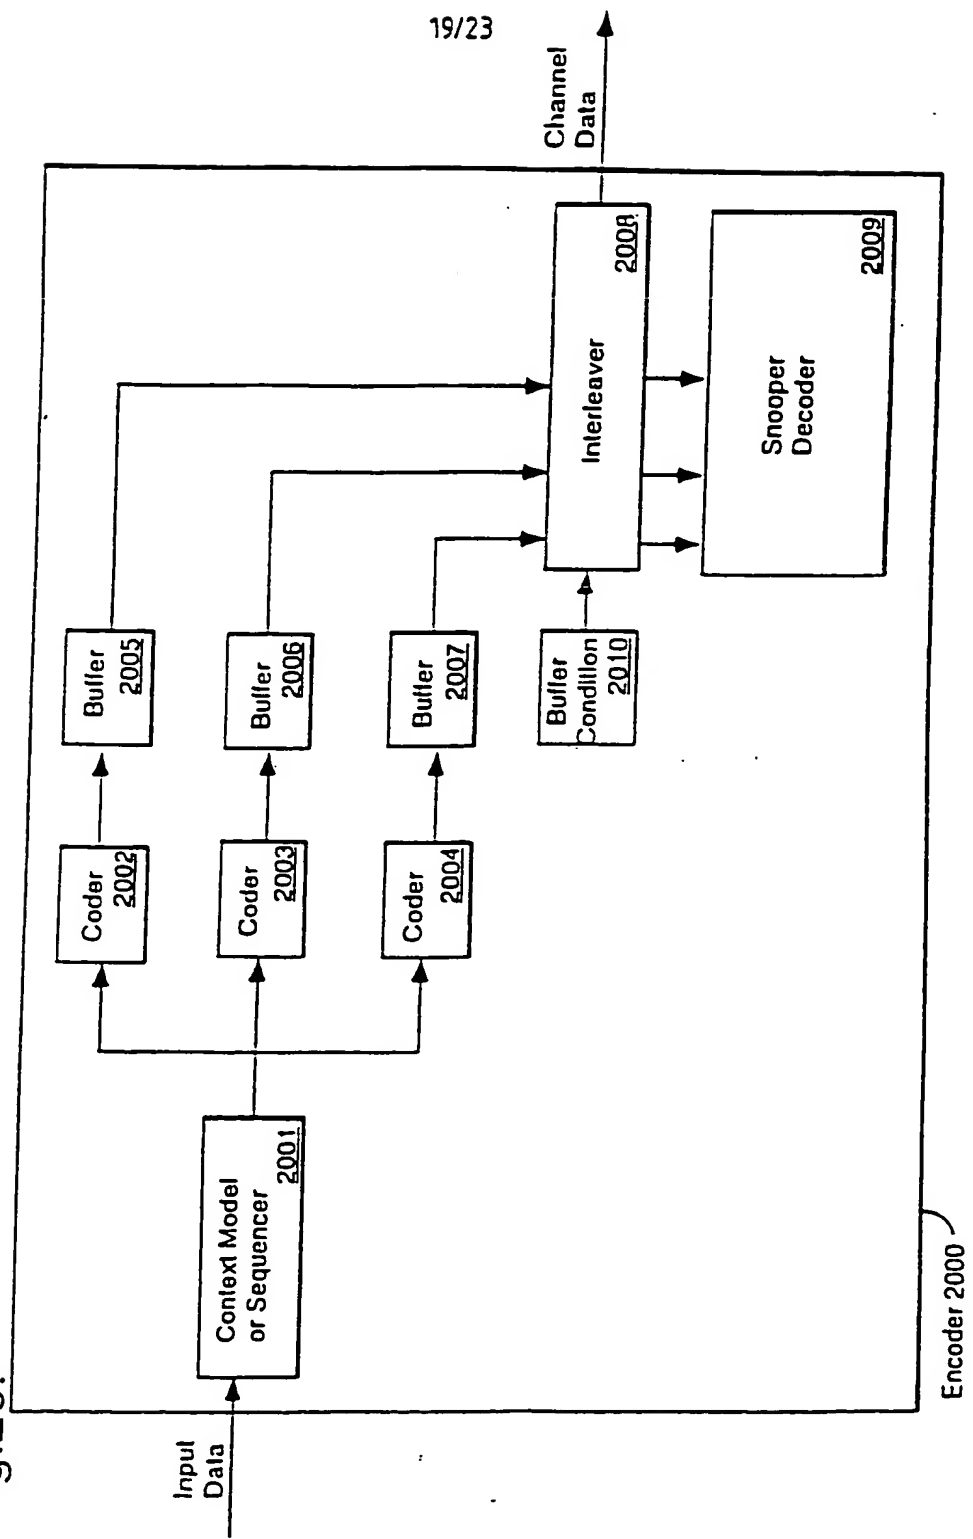 19/23
Input
Data
Context Model
or Sequencer
2001
Coder
2002
Coder
2003
Coder
2004
Buffer
2005
Buffer
2006
Buffer
2007
Buffer
Condition
2010
Interleaver
2008
Snooper
Decoder
2009
Channel
Data
Encoder 2000